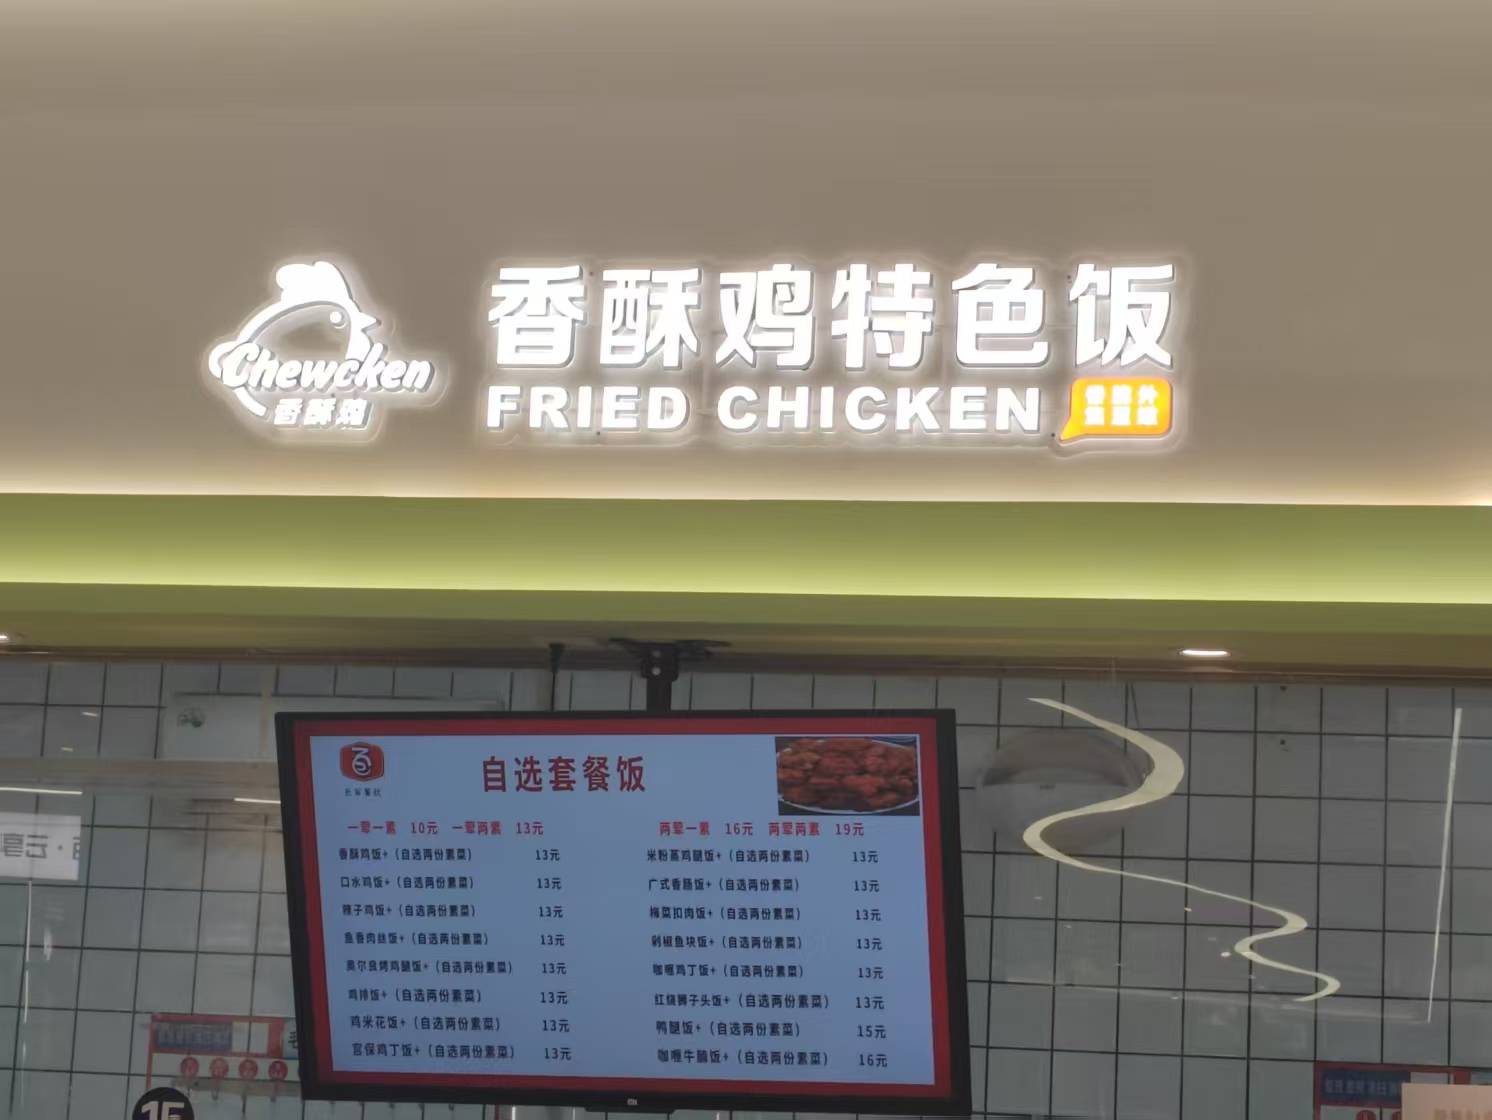 Chewcken
香酥鸡
香酥鸡特色饭
FRIED CHICKEN
自选套餐饭
一荤一素 10元 一荤两素 13元
两荤一素 16元 两荤两素 19元
香酥鸡饭+（自选两份素菜） 13元
口水鸡饭+（自选两份素菜） 13元
辣子鸡饭+（自选两份素菜） 13元
鱼香肉丝饭+（自选两份素菜） 13元
奥尔良烤鸡腿饭+（自选两份素菜） 13元
鸡排饭+（自选两份素菜） 13元
鸡米花饭+（自选两份素菜） 13元
宫保鸡丁饭+（自选两份素菜） 13元
米粉蒸鸡腿饭+（自选两份素菜） 13元
广式香肠饭+（自选两份素菜） 13元
梅菜扣肉饭+（自选两份素菜） 13元
剁椒鱼块饭+（自选两份素菜） 13元
咖喱鸡丁饭+（自选两份素菜） 13元
红烧狮子头饭+（自选两份素菜） 13元
鸭腿饭+（自选两份素菜） 15元
咖喱牛腩饭+（自选两份素菜） 16元
15